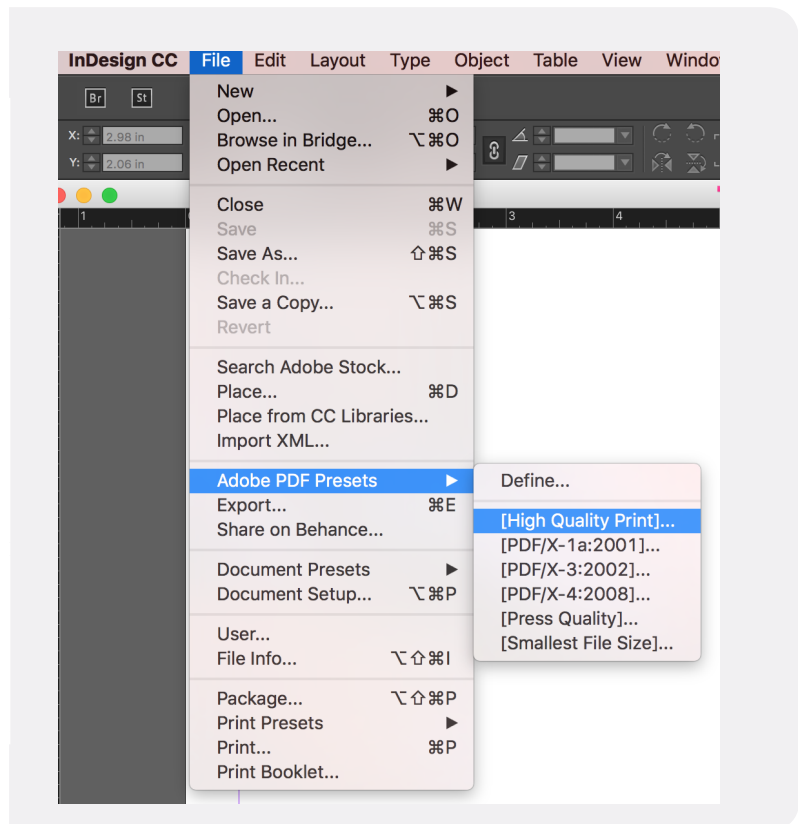 InDesign CC File Edit Layout Type Object Table View Windo
Br St
X: 2.98 in
Y: 2.06 in
1 3 4
New ▶
Open... ⌘O
Browse in Bridge... ⌥⌘O
Open Recent ▶
Close ⌘W
Save ⌘S
Save As... ⇧⌘S
Check In...
Save a Copy... ⌥⌘S
Revert
Search Adobe Stock...
Place... ⌘D
Place from CC Libraries...
Import XML...
Adobe PDF Presets ▶
Export... ⌘E
Share on Behance...
Document Presets ▶
Document Setup... ⌥⌘P
User...
File Info... ⌥⇧⌘I
Package... ⌥⇧⌘P
Print Presets ▶
Print... ⌘P
Print Booklet...
Define...
[High Quality Print]...
[PDF/X-1a:2001]...
[PDF/X-3:2002]...
[PDF/X-4:2008]...
[Press Quality]...
[Smallest File Size]...